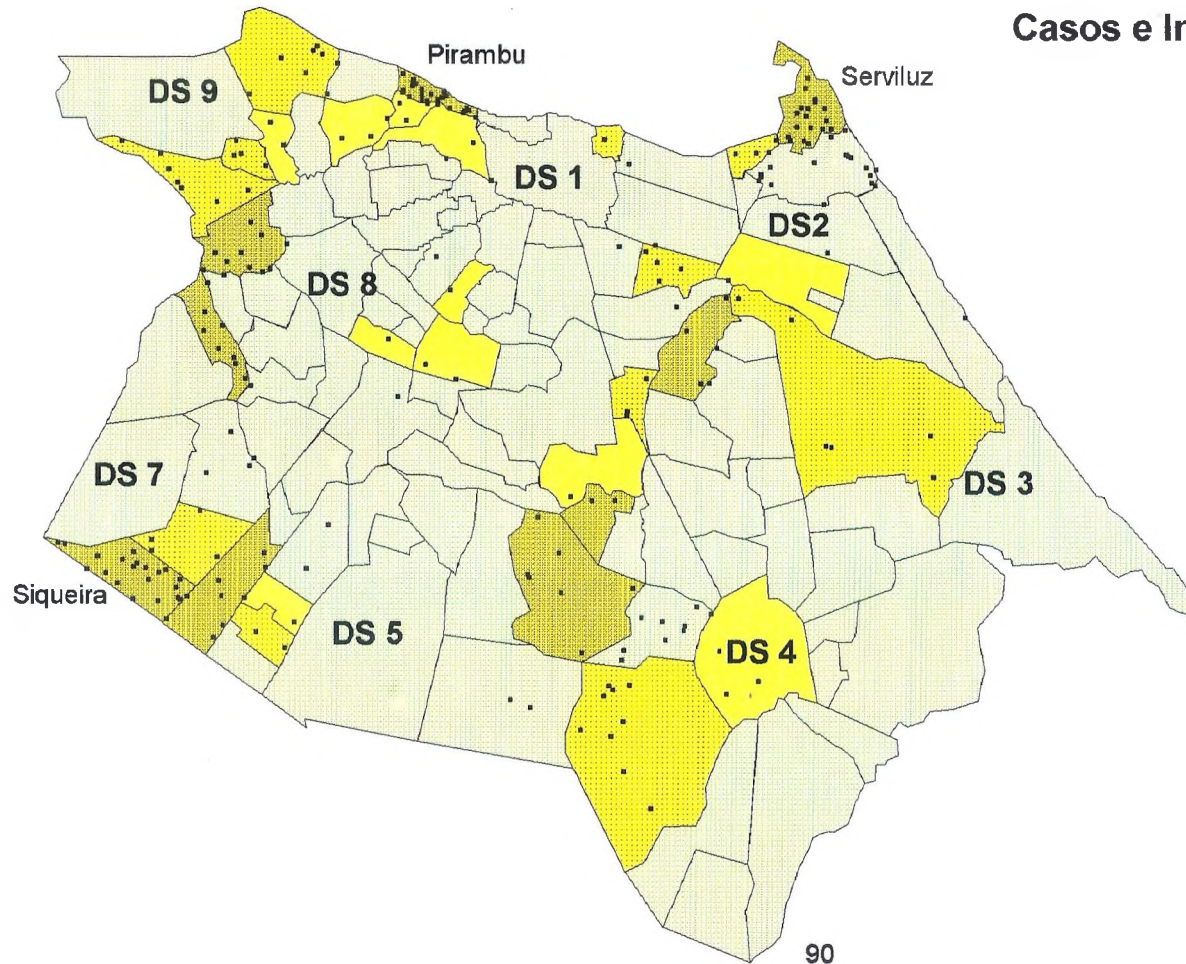 Casos e In
Pirambu
Serviluz
DS 9
DS 1
DS2
DS 8
DS 7
DS 3
Siqueira
DS 5
DS 4
90